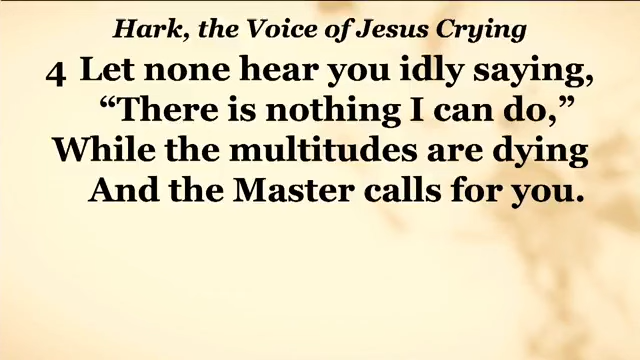 Hark, the Voice of Jesus Crying
4 Let none hear you idly saying,
“There is nothing I can do,”
While the multitudes are dying
And the Master calls for you.